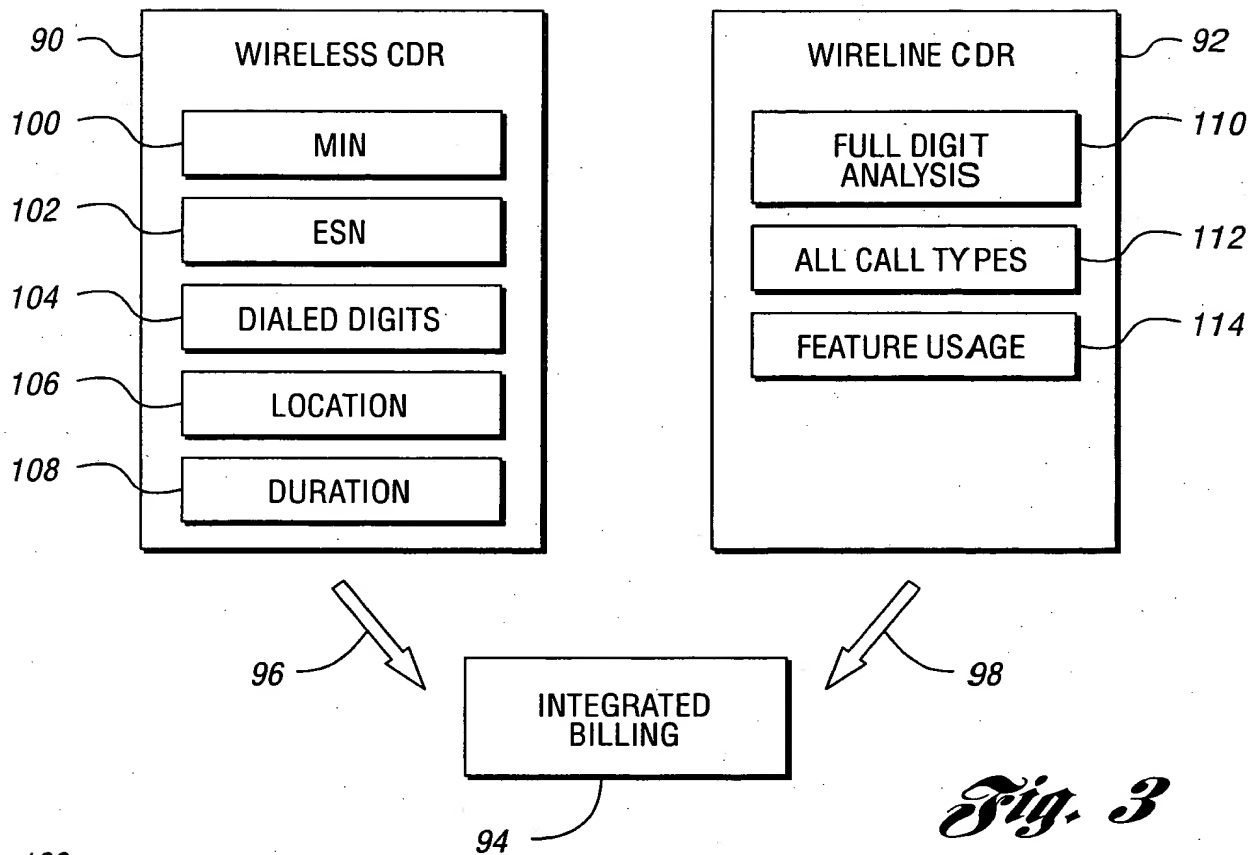 90
WIRELESS CDR
100
MIN
102
ESN
104
DIALED DIGITS
106
LOCATION
108
DURATION
WIRELINE CDR
92
FULL DIGIT
ANALYSIS
110
ALL CALL TYPES
112
FEATURE USAGE
114
96
98
INTEGRATED
BILLING
94
Fig. 3